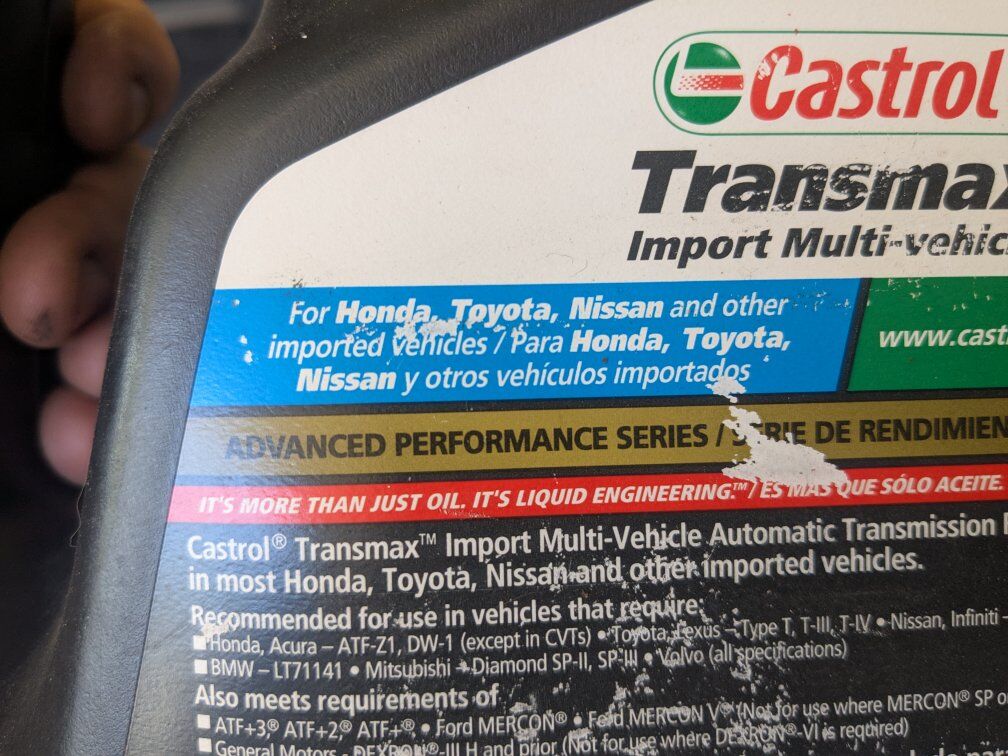 Castrol
Transmax
Import Multi-vehic
For Honda, Toyota, Nissan and other
imported vehicles / Para Honda, Toyota,
Nissan y otros vehículos importados
www.cast
ADVANCED PERFORMANCE SERIES / SERIE DE RENDIMIEN
IT'S MORE THAN JUST OIL. IT'S LIQUID ENGINEERING.™ / ES MÁS QUE SÓLO ACEITE.
Castrol® Transmax™ Import Multi-Vehicle Automatic Transmission
in most Honda, Toyota, Nissan and other imported vehicles.
Recommended for use in vehicles that require:
■ Honda, Acura – ATF-Z1, DW-1 (except in CVTs) • Toyota, Lexus – Type T, T-III, T-IV • Nissan, Infiniti –
■ BMW – LT71141 • Mitsubishi – Diamond SP-II, SP-III • Volvo (all specifications)
Also meets requirements of
■ ATF+3® ATF+2® ATF+® • Ford MERCON® • Ford MERCON V® (Not for use where MERCON® SP o
■ General Motors - DEXRON®-III H and prior (Not for use where DEXRON®-VI is required)